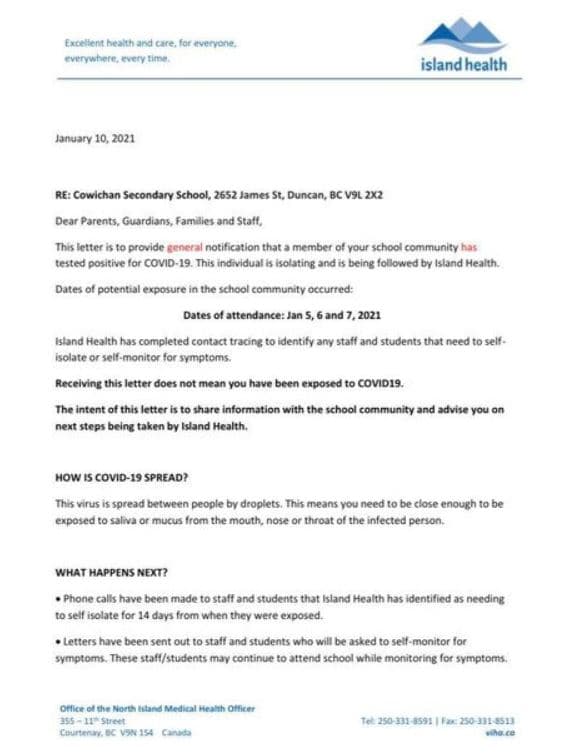 Excellent health and care, for everyone,
everywhere, every time.
island health
January 10, 2021
RE: Cowichan Secondary School, 2652 James St, Duncan, BC V9L 2X2
Dear Parents, Guardians, Families and Staff,
This letter is to provide general notification that a member of your school community has
tested positive for COVID-19. This individual is isolating and is being followed by Island Health.
Dates of potential exposure in the school community occurred:
Dates of attendance: Jan 5, 6 and 7, 2021
Island Health has completed contact tracing to identify any staff and students that need to self-
isolate or self-monitor for symptoms.
Receiving this letter does not mean you have been exposed to COVID19.
The intent of this letter is to share information with the school community and advise you on
next steps being taken by Island Health.
HOW IS COVID-19 SPREAD?
This virus is spread between people by droplets. This means you need to be close enough to be
exposed to saliva or mucus from the mouth, nose or throat of the infected person.
WHAT HAPPENS NEXT?
• Phone calls have been made to staff and students that Island Health has identified as needing
to self isolate for 14 days from when they were exposed.
• Letters have been sent out to staff and students who will be asked to self-monitor for
symptoms. These staff/students may continue to attend school while monitoring for symptoms.
Office of the North Island Medical Health Officer
355 – 11th Street
Tel: 250-331-8591 | Fax: 250-331-8513
Courtenay, BC V9N 1S4 Canada
viha.ca